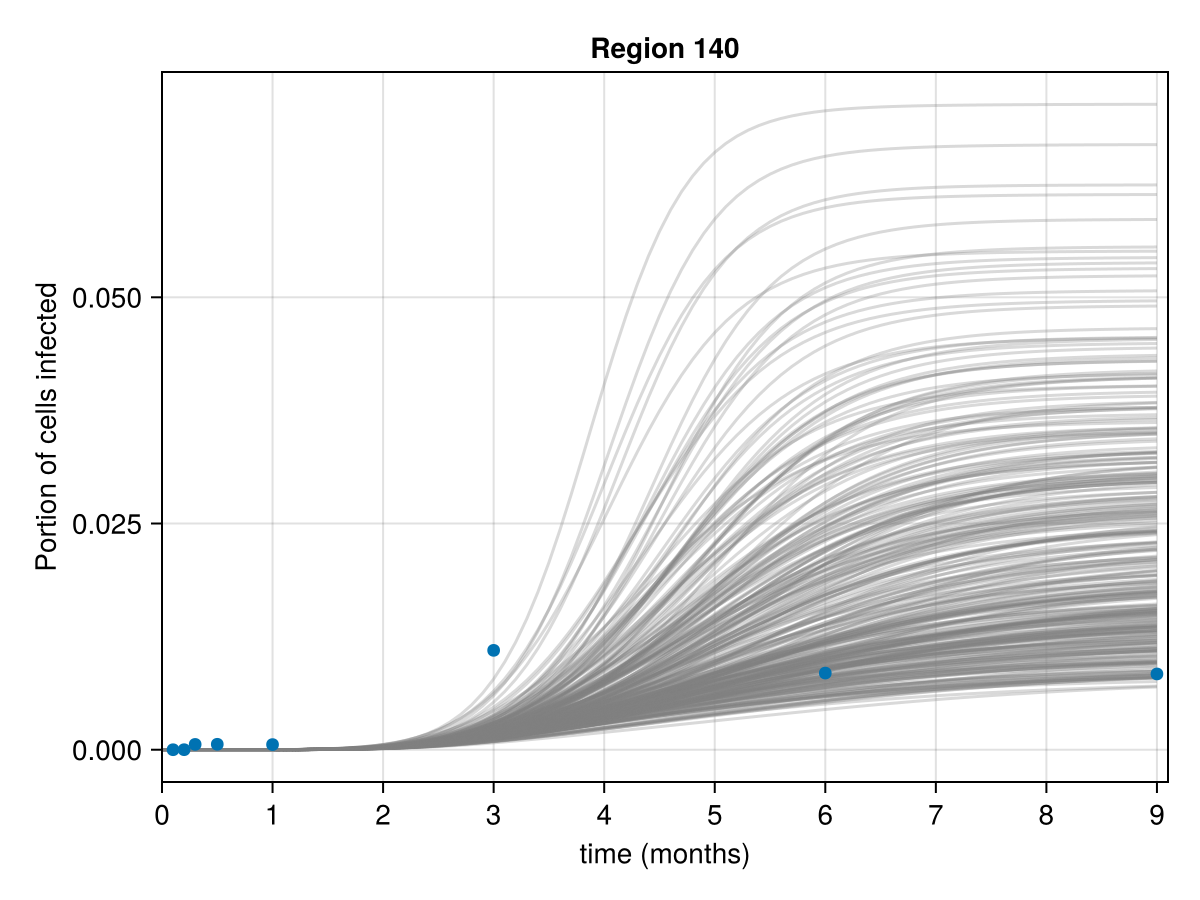 Region 140
Portion of cells infected
0.050
0.025
0.000
0 1 2 3 4 5 6 7 8 9
time (months)